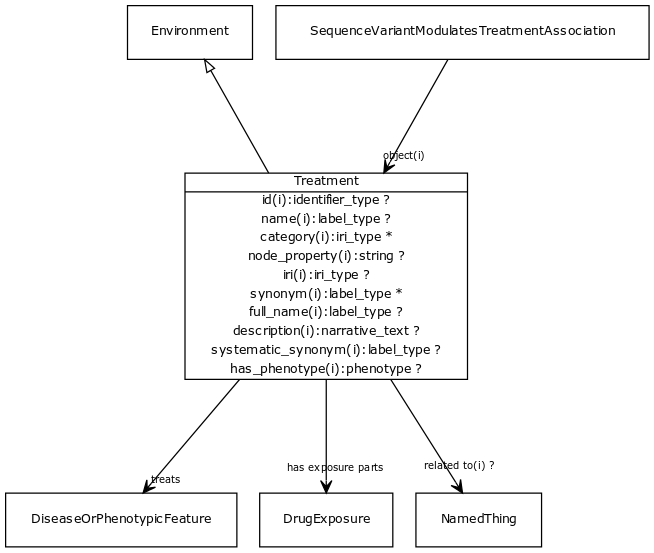 Environment
SequenceVariantModulatesTreatmentAssociation
object(i)
Treatment
id(i):identifier_type ?
name(i):label_type ?
category(i):iri_type *
node_property(i):string ?
iri(i):iri_type ?
synonym(i):label_type *
full_name(i):label_type ?
description(i):narrative_text ?
systematic_synonym(i):label_type ?
has_phenotype(i):phenotype ?
treats
has exposure parts
related to(i) ?
DiseaseOrPhenotypicFeature
DrugExposure
NamedThing